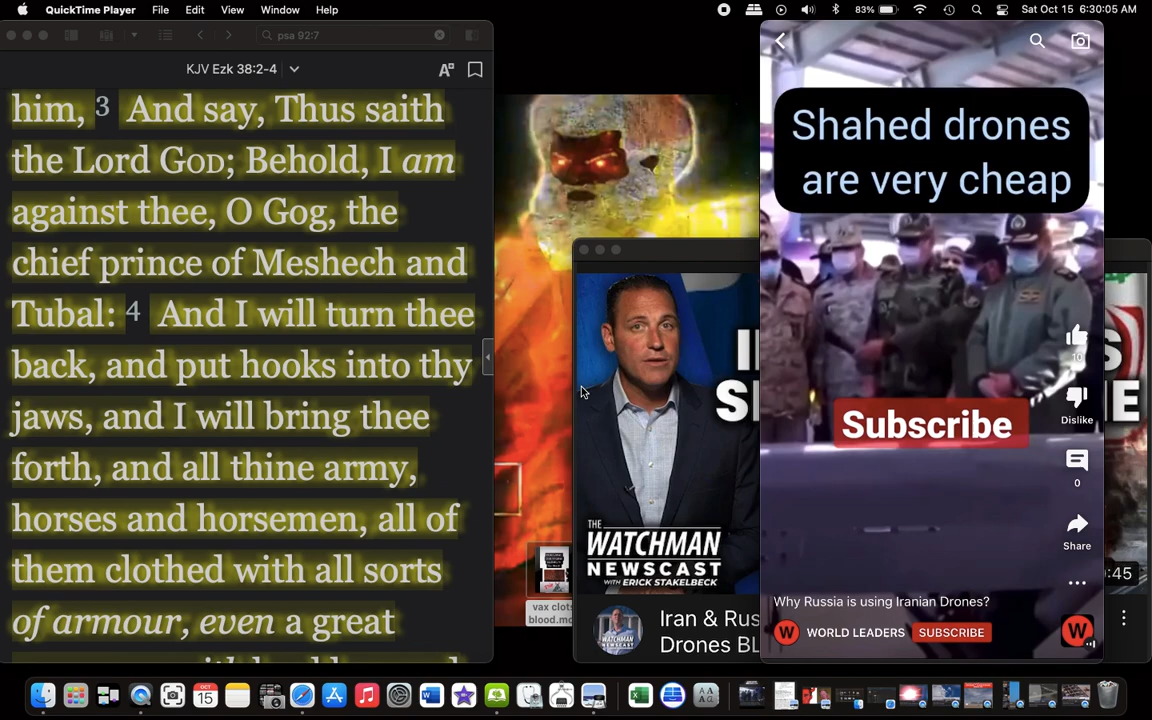 QuickTime Player File Edit View Window Help
83% Sat Oct 15 6:30:05 AM
psa 92:7
KJV Ezk 38:2-4
him, 3 And say, Thus saith
the Lord GOD; Behold, I am
against thee, O Gog, the
chief prince of Meshech and
Tubal: 4 And I will turn thee
back, and put hooks into thy
jaws, and I will bring thee
forth, and all thine army,
horses and horsemen, all of
them clothed with all sorts
of armour, even a great
vax clots
blood.mo
THE
WATCHMAN
NEWSCAST
WITH ERICK STAKELBECK
Iran & Rus
Drones BL
:45
Shahed drones
are very cheap
Subscribe
10
Dislike
0
Share
Why Russia is using Iranian Drones?
W WORLD LEADERS SUBSCRIBE
W
OCT
15